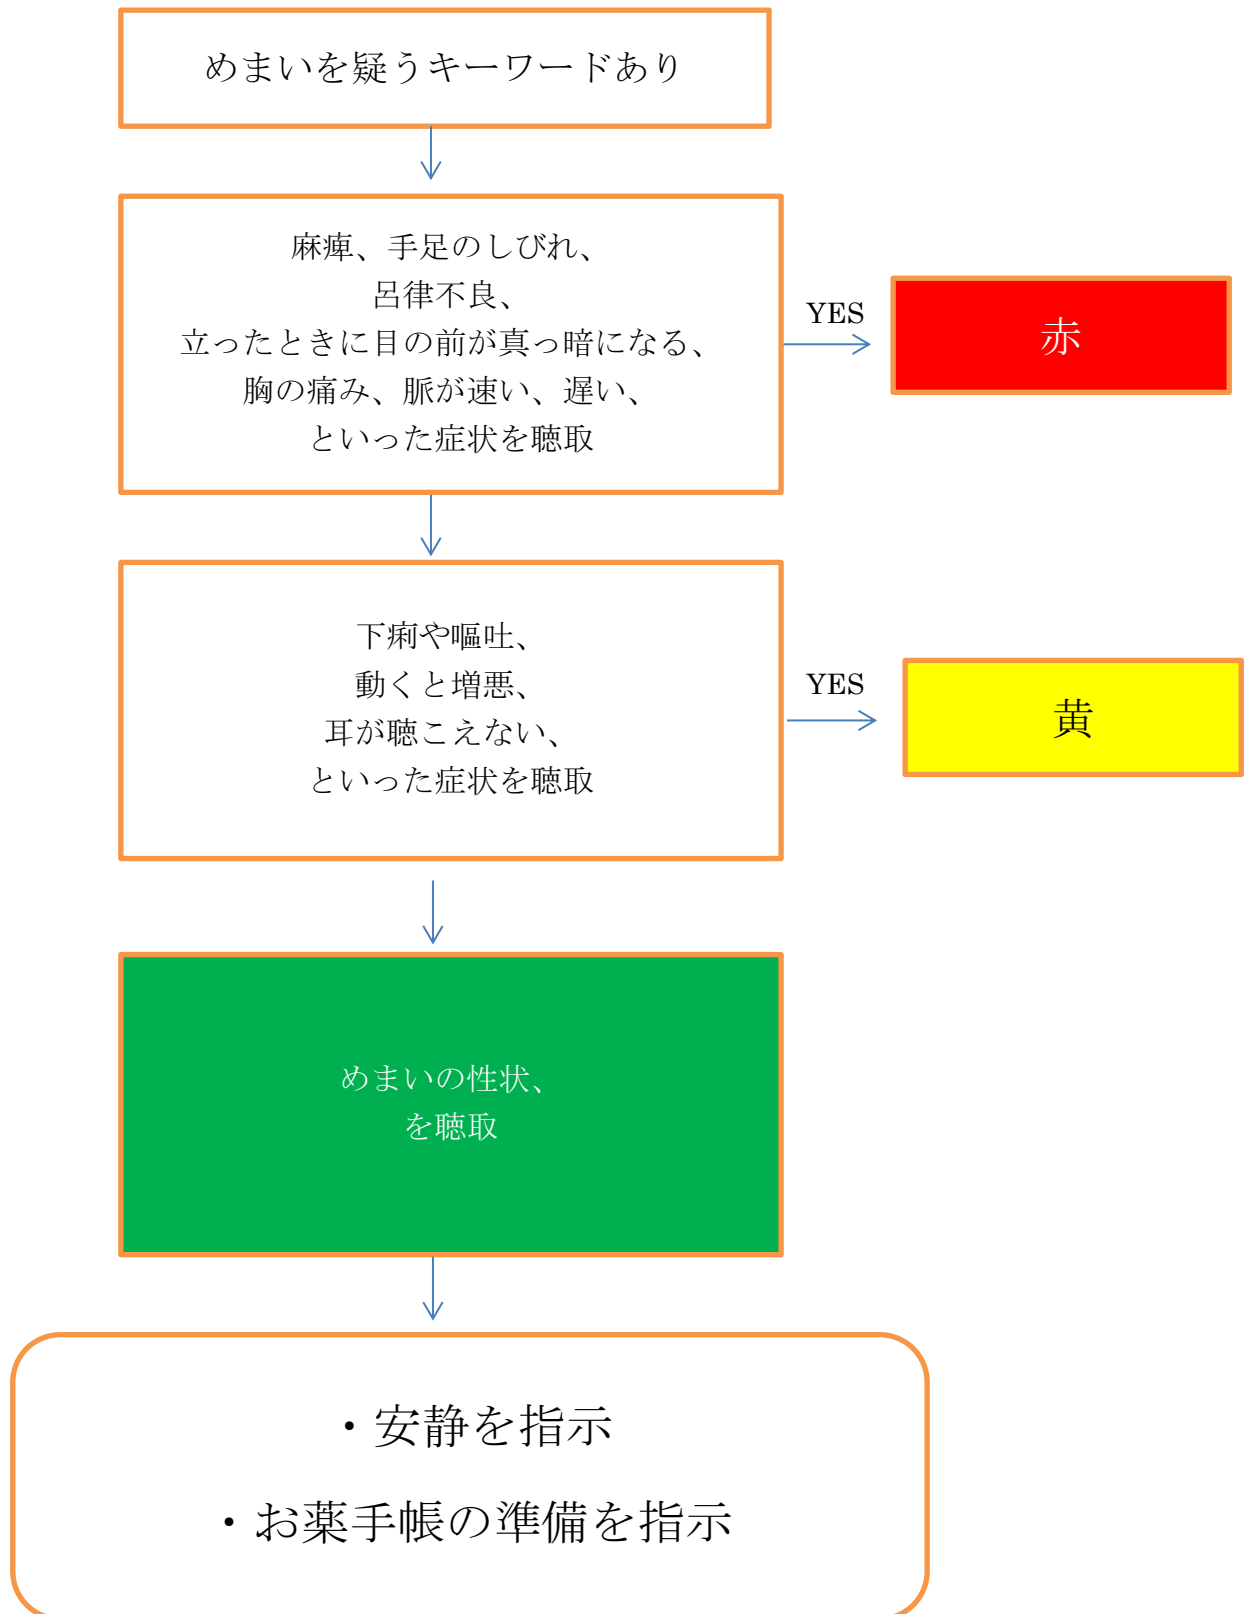 めまいを疑うキーワードあり
麻痺、手足のしびれ、
呂律不良、
立ったときに目の前が真っ暗になる、
胸の痛み、脈が速い、遅い、
といった症状を聴取
YES
赤
下痢や嘔吐、
動くと増悪、
耳が聴こえない、
といった症状を聴取
YES
黄
めまいの性状、
を聴取
・安静を指示
・お薬手帳の準備を指示